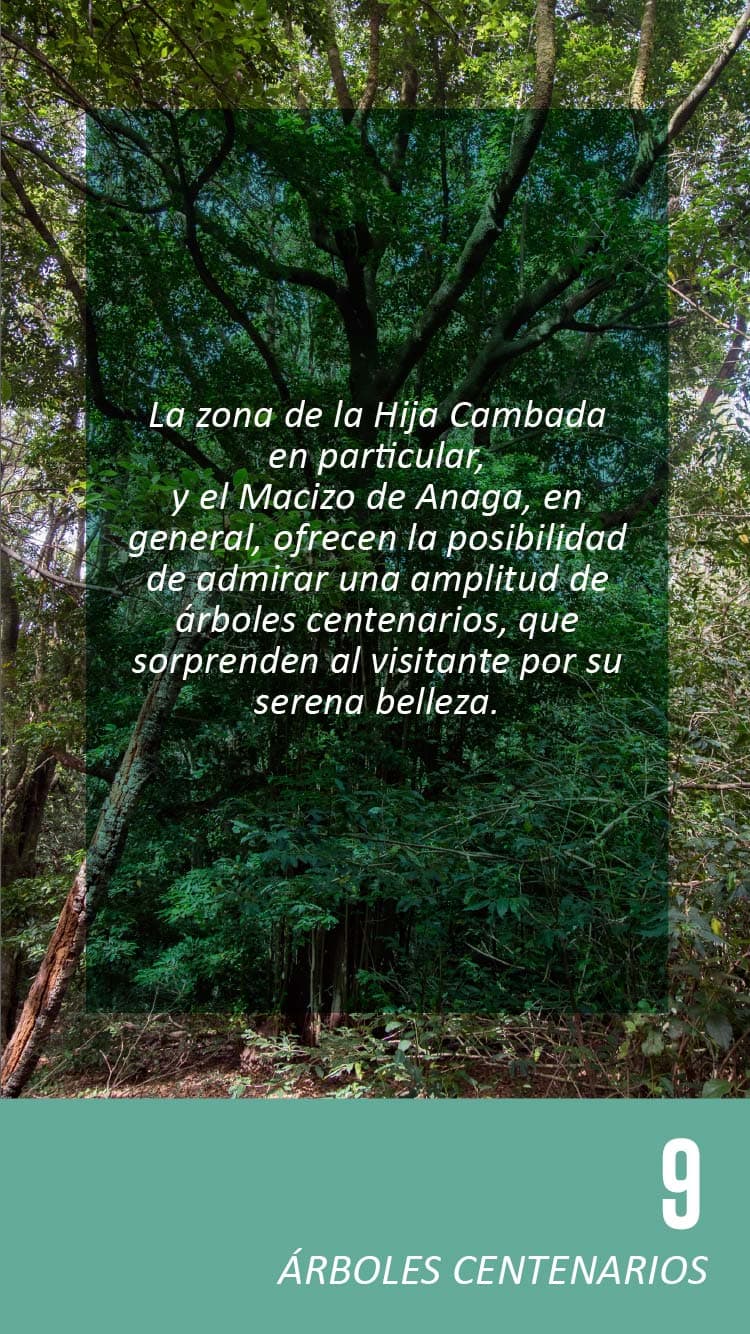 La zona de la Hija Cambada
en particular,
y el Macizo de Anaga, en
general, ofrecen la posibilidad
de admirar una amplitud de
árboles centenarios, que
sorprenden al visitante por su
serena belleza.
9
ÁRBOLES CENTENARIOS